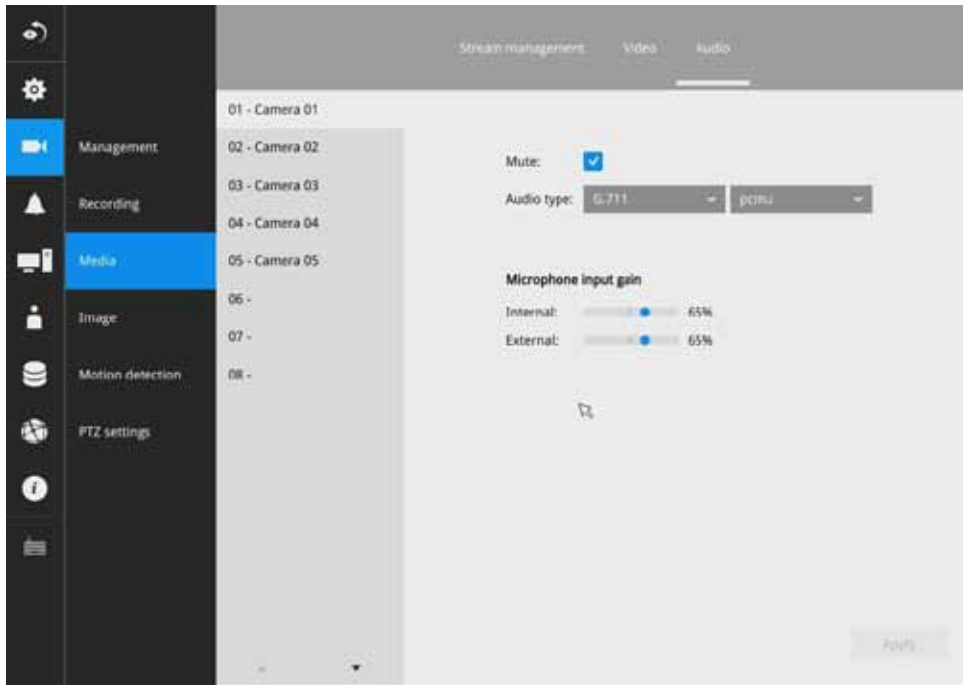 Stream management Video Audio
01 - Camera 01
Management
02 - Camera 02
Mute:
03 - Camera 03
Recording
Audio type: G-711 pcmu
04 - Camera 04
Media
05 - Camera 05
Microphone input gain
06 -
Internal: 65%
Image
07 -
External: 65%
Motion detection
08 -
PTZ settings
Apply